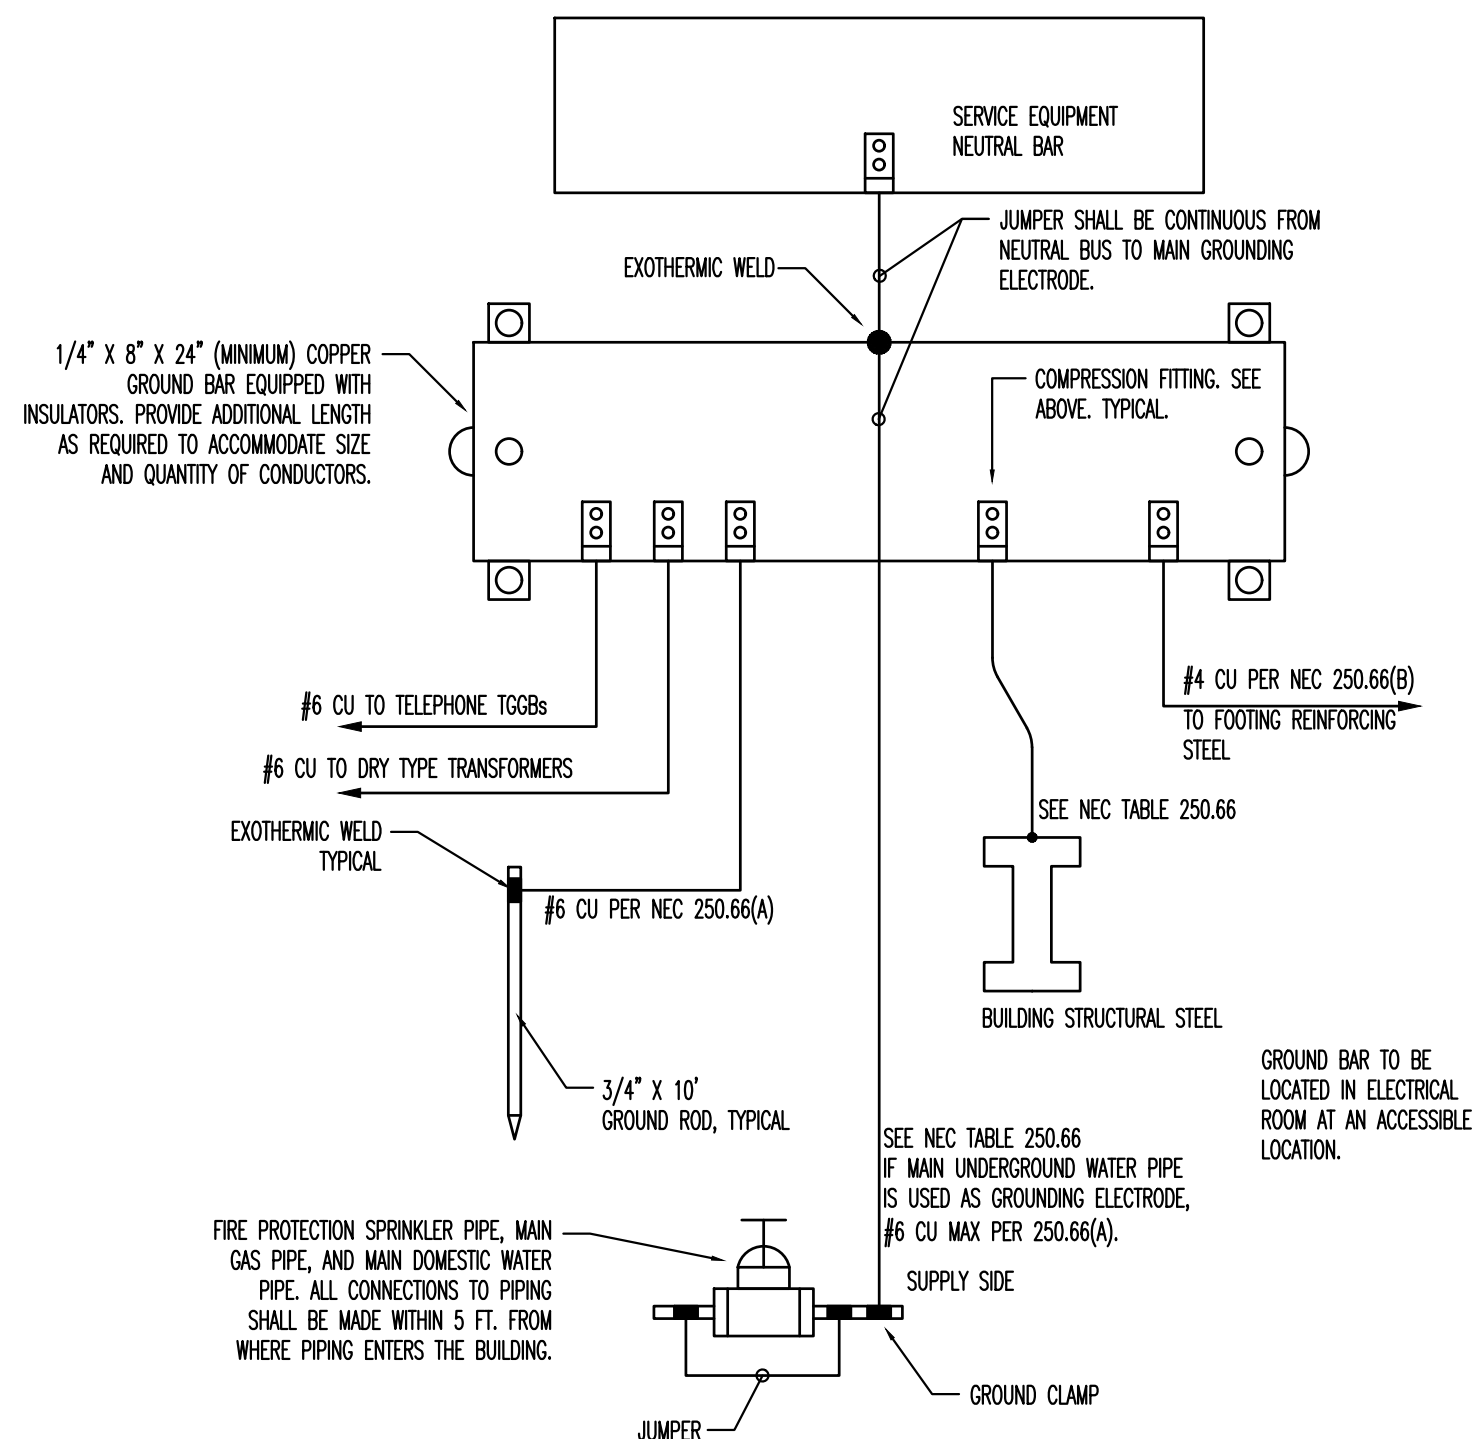 SERVICE EQUIPMENT
NEUTRAL BAR
JUMPER SHALL BE CONTINUOUS FROM
NEUTRAL BUS TO MAIN GROUNDING
ELECTRODE.
EXOTHERMIC WELD
1/4" X 8" X 24" (MINIMUM) COPPER
GROUND BAR EQUIPPED WITH
INSULATORS. PROVIDE ADDITIONAL LENGTH
AS REQUIRED TO ACCOMMODATE SIZE
AND QUANTITY OF CONDUCTORS.
COMPRESSION FITTING. SEE
ABOVE. TYPICAL.
#6 CU TO TELEPHONE TGGBs
#6 CU TO DRY TYPE TRANSFORMERS
EXOTHERMIC WELD
TYPICAL
#6 CU PER NEC 250.66(A)
#4 CU PER NEC 250.66(B)
TO FOOTING REINFORCING
STEEL
SEE NEC TABLE 250.66
BUILDING STRUCTURAL STEEL
3/4" X 10'
GROUND ROD, TYPICAL
GROUND BAR TO BE
LOCATED IN ELECTRICAL
ROOM AT AN ACCESSIBLE
LOCATION.
SEE NEC TABLE 250.66
IF MAIN UNDERGROUND WATER PIPE
IS USED AS GROUNDING ELECTRODE,
#6 CU MAX PER 250.66(A).
SUPPLY SIDE
FIRE PROTECTION SPRINKLER PIPE, MAIN
GAS PIPE, AND MAIN DOMESTIC WATER
PIPE. ALL CONNECTIONS TO PIPING
SHALL BE MADE WITHIN 5 FT. FROM
WHERE PIPING ENTERS THE BUILDING.
GROUND CLAMP
JUMPER